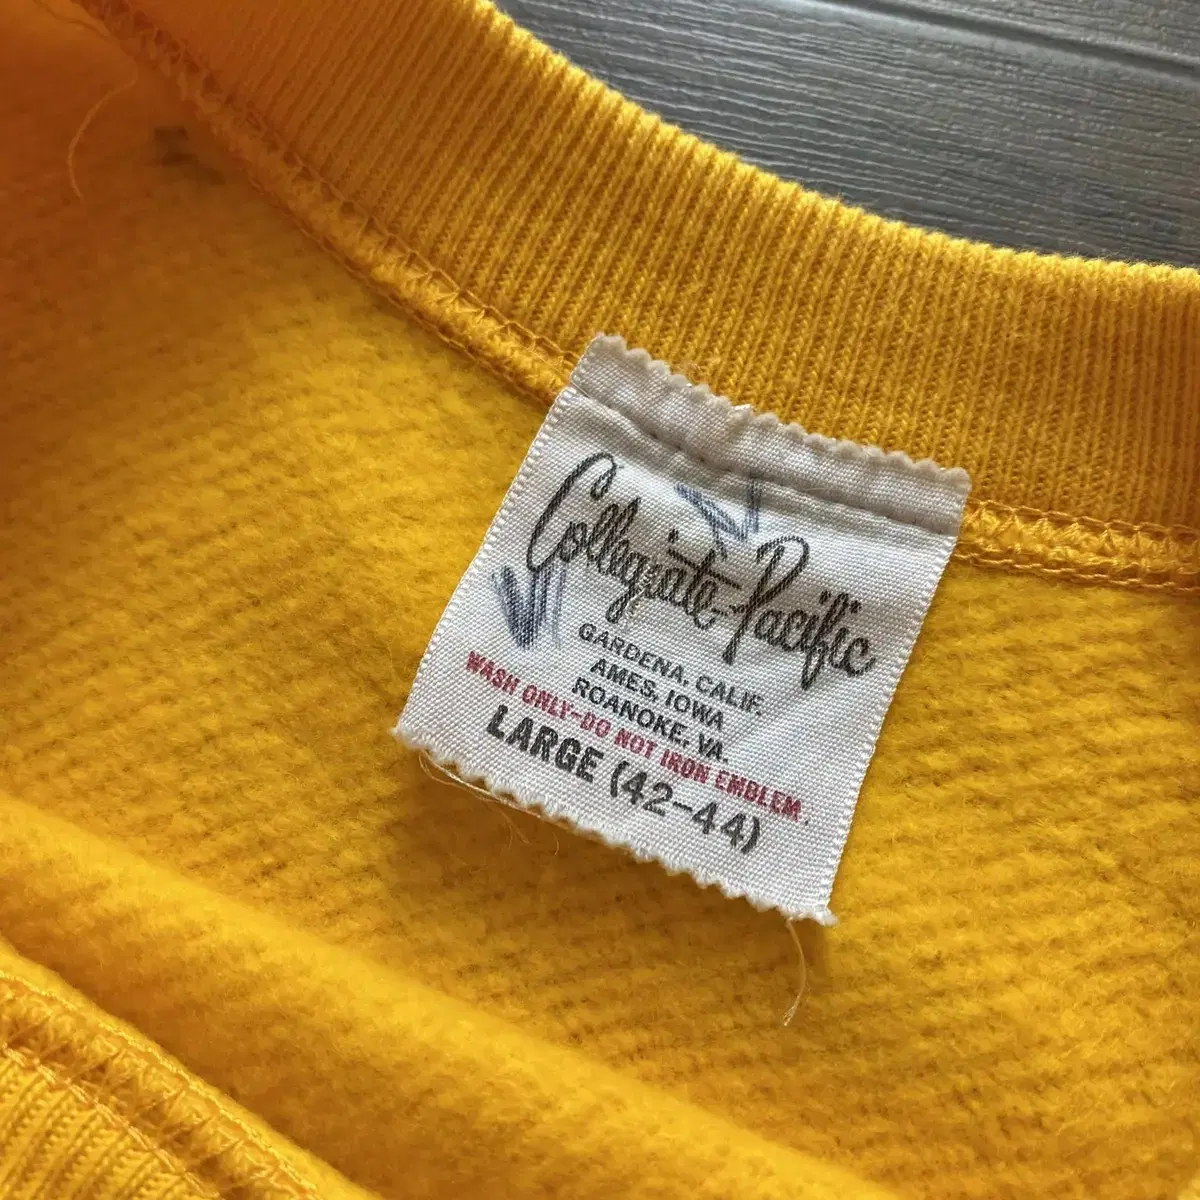 Collegiate-Pacific
GARDENA, CALIF.
AMES, IOWA
ROANOKE, VA.
WASH ONLY-DO NOT IRON EMBLEM.
LARGE (42-44)